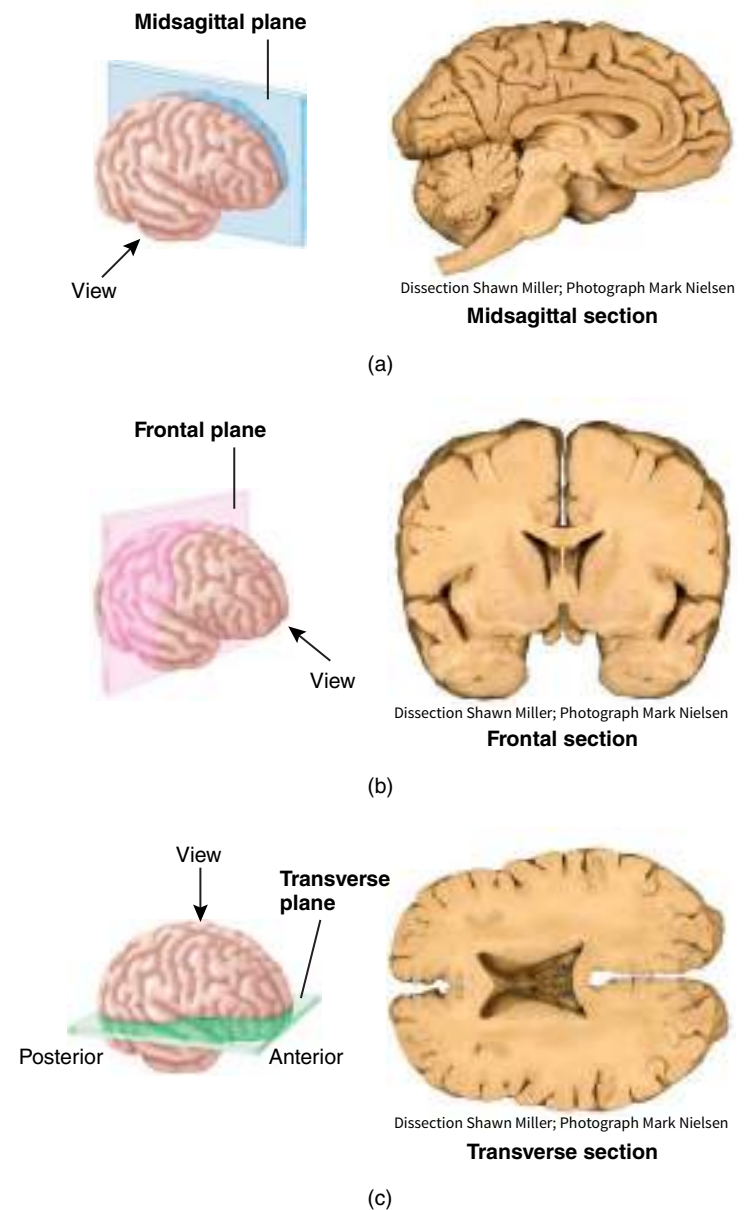 Midsagittal plane
View
Dissection Shawn Miller; Photograph Mark Nielsen
Midsagittal section
(a)
Frontal plane
View
Dissection Shawn Miller; Photograph Mark Nielsen
Frontal section
(b)
View
Transverse
plane
Posterior
Anterior
Dissection Shawn Miller; Photograph Mark Nielsen
Transverse section
(c)